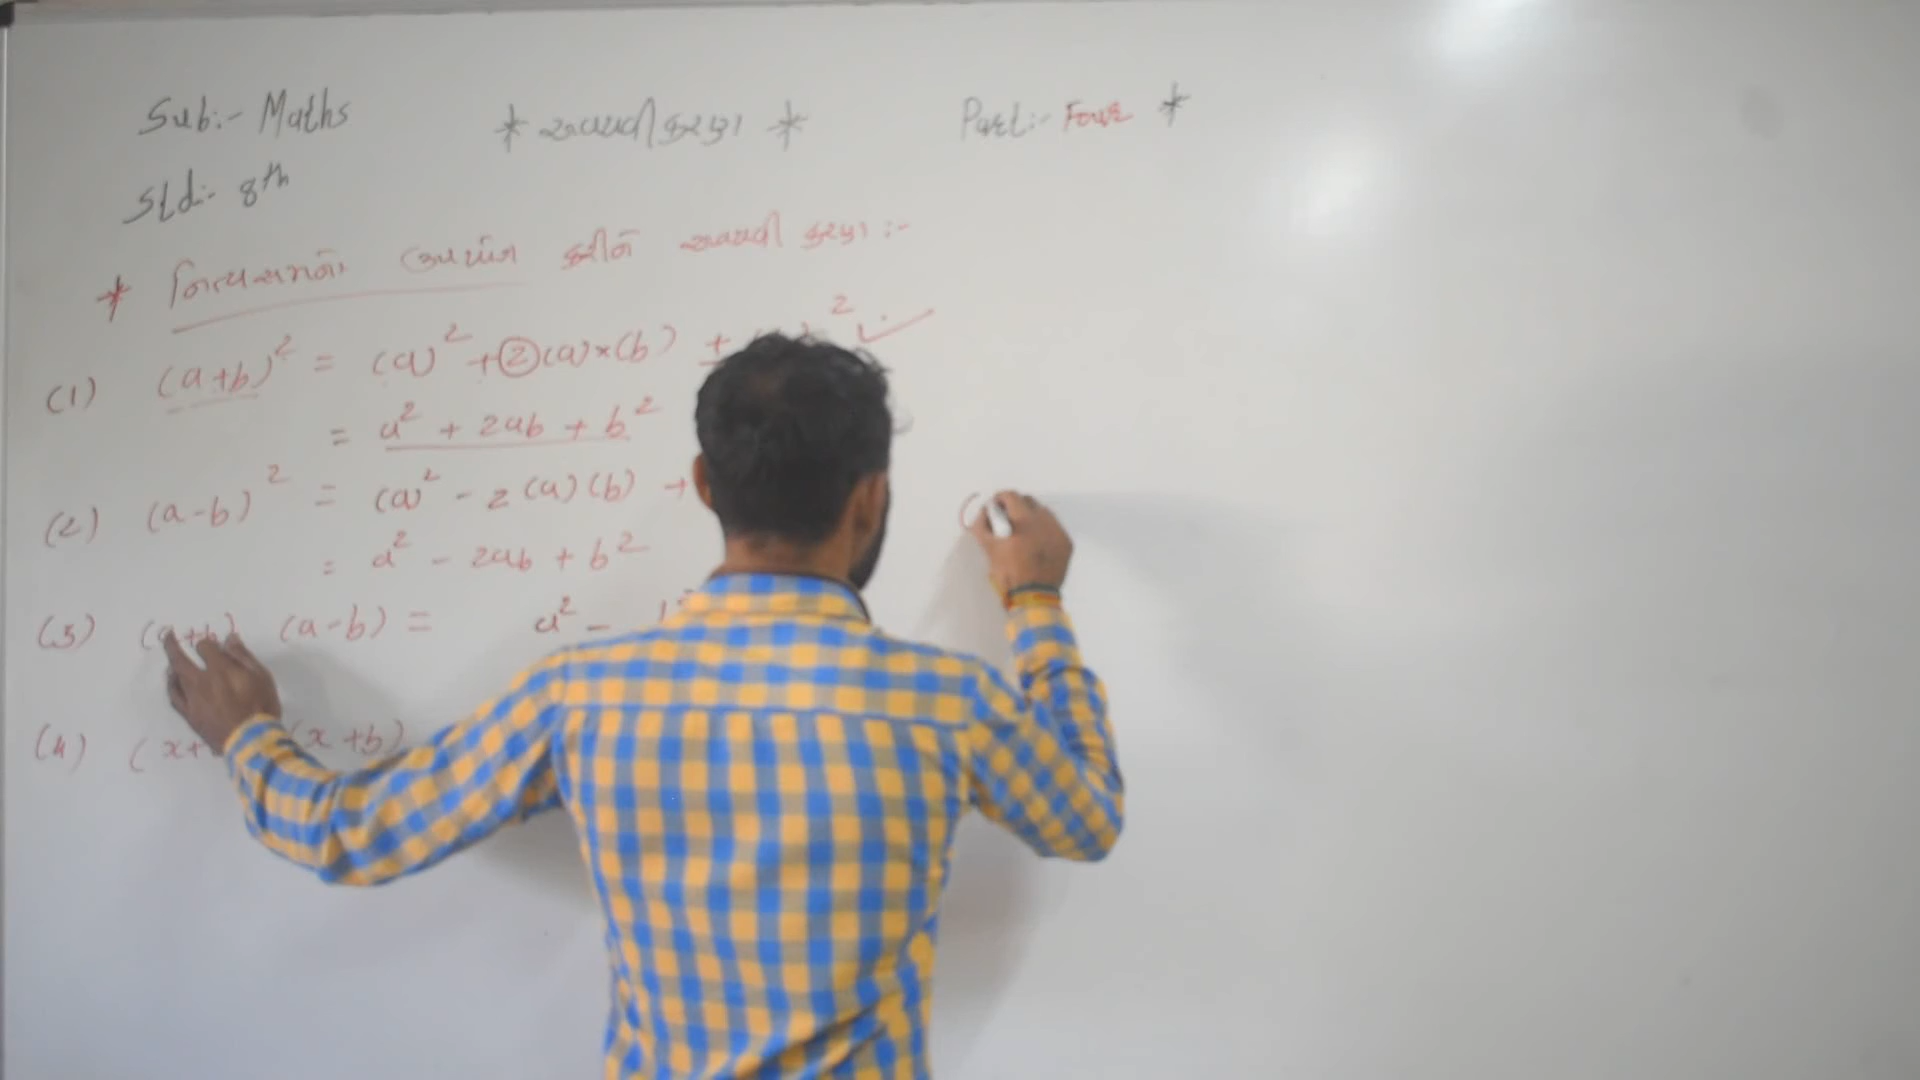 Sub:- Maths * અવયવીકરણ * Part:- Four *
Std:- 8th
* નિત્યસમનો ઉપયોગ કરીને અવયવી કરણ :-
(1) (a+b)² = (a)² + 2(a)×(b) +
= a² + 2ab + b²
(2) (a-b)² = (a)² - 2(a)(b) +
= a² - 2ab + b²
(3) (a+b) (a-b) = a² -
(4) (x+ (x+b)
(